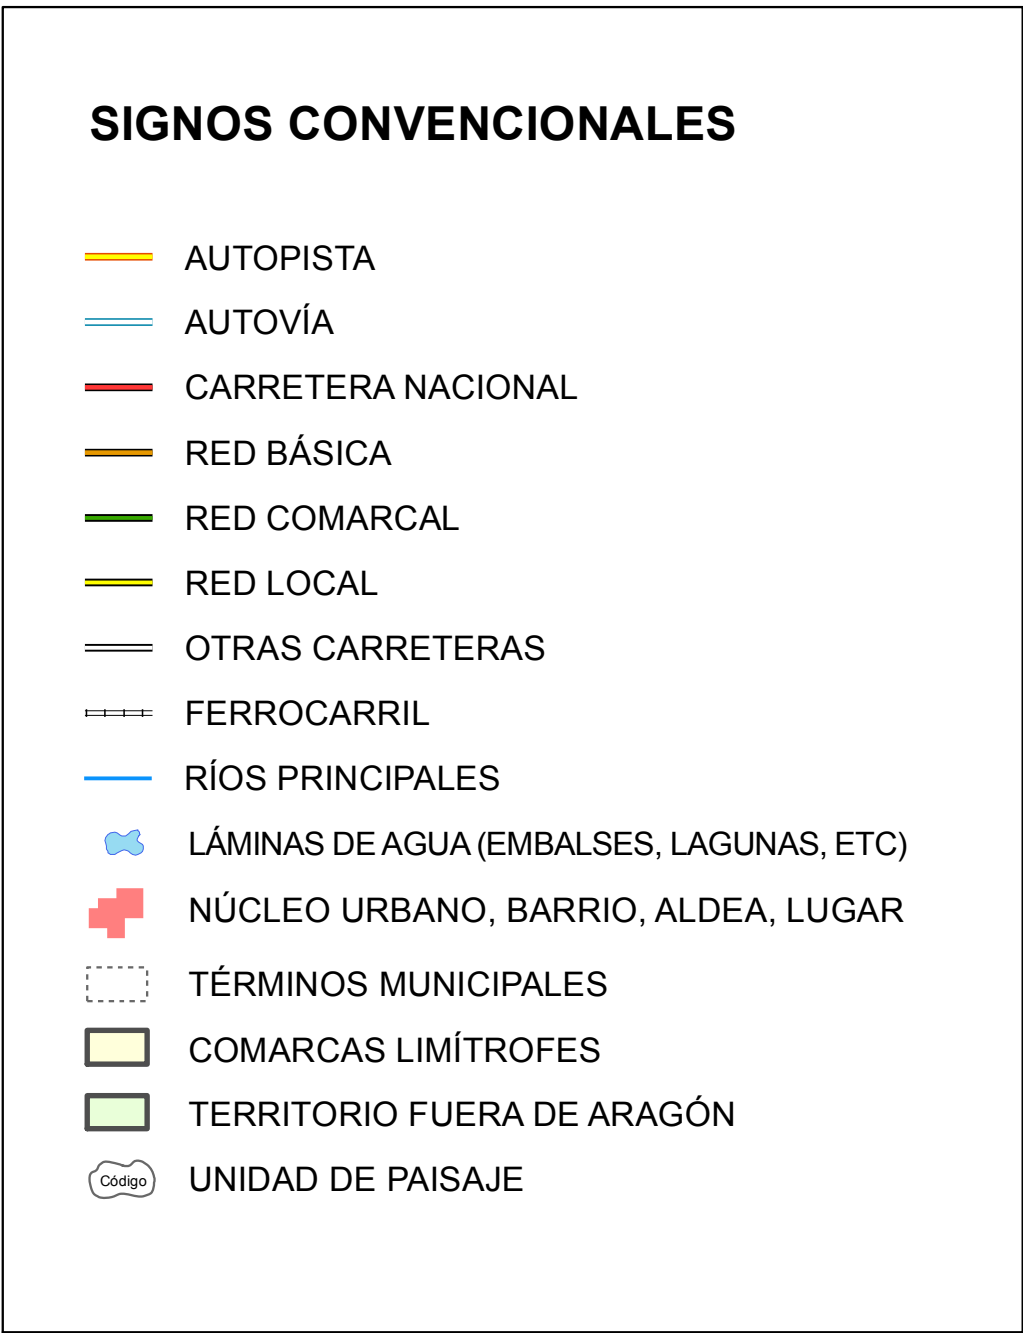 SIGNOS CONVENCIONALES
AUTOPISTA
AUTOVÍA
CARRETERA NACIONAL
RED BÁSICA
RED COMARCAL
RED LOCAL
OTRAS CARRETERAS
FERROCARRIL
RÍOS PRINCIPALES
LÁMINAS DE AGUA (EMBALSES, LAGUNAS, ETC)
NÚCLEO URBANO, BARRIO, ALDEA, LUGAR
TÉRMINOS MUNICIPALES
COMARCAS LIMÍTROFES
TERRITORIO FUERA DE ARAGÓN
Código UNIDAD DE PAISAJE